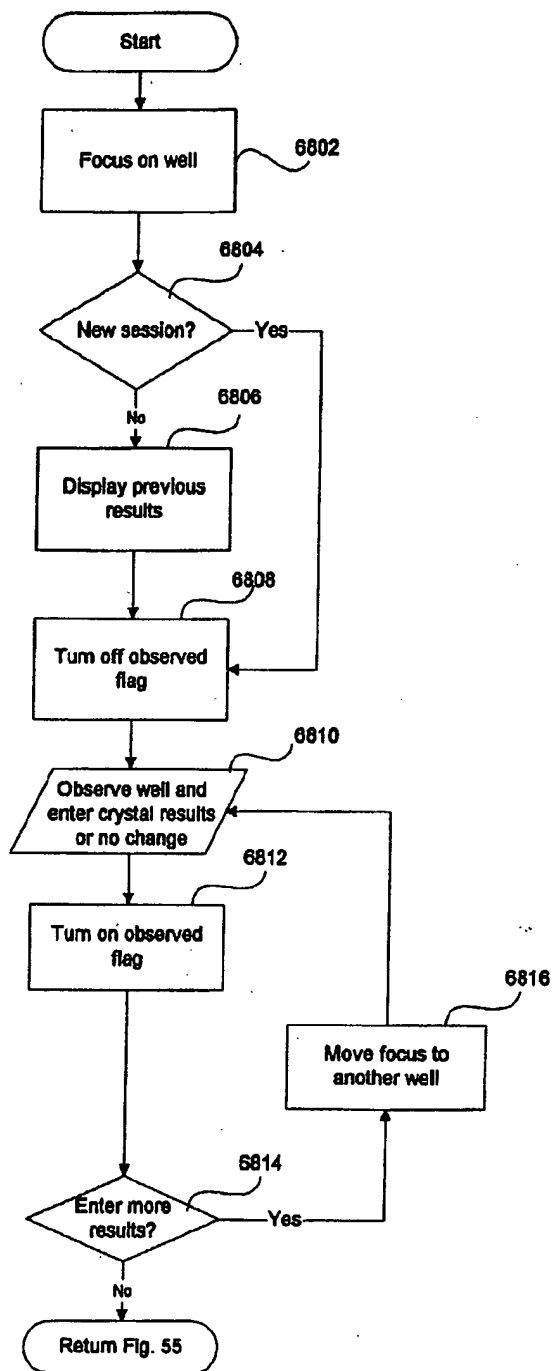 Start
Focus on well
6802
6804
New session?
Yes
No
6806
Display previous
results
6808
Turn off observed
flag
6810
Observe well and
enter crystal results
or no change
6812
Turn on observed
flag
6816
Move focus to
another well
6814
Enter more
results?
Yes
No
Return Fig. 55